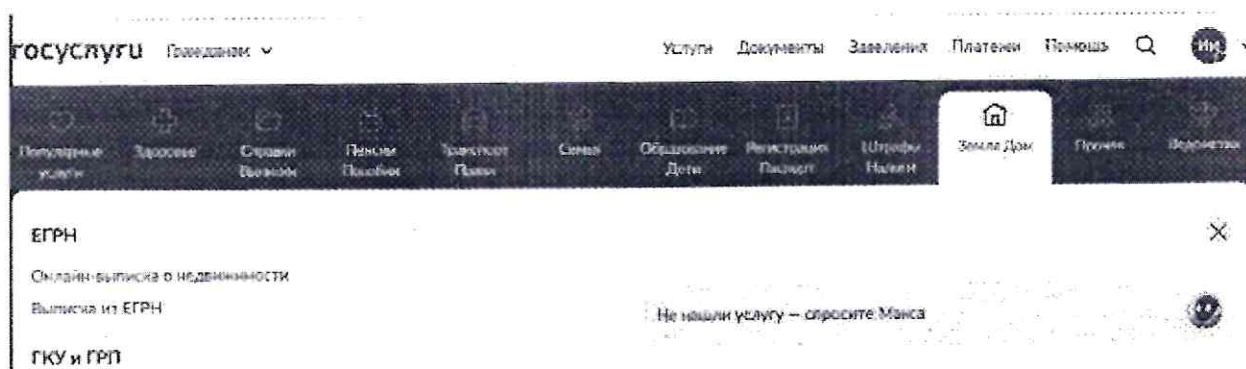 госуслуги Гражданам
Услуги Документы Заявления Платежи Помощь
Популярные услуги
Здоровье
Справки Выписки
Пенсии Пособия
Транспорт Права
Семья
Образование Дети
Регистрация Паспорт
Штрафы Налоги
Земля Дом
Прочее
Ведомства
ЕГРН
Онлайн-выписка о недвижимости
Выписка из ЕГРН
Не нашли услугу — спросите Макса
ГКУ и ГРП